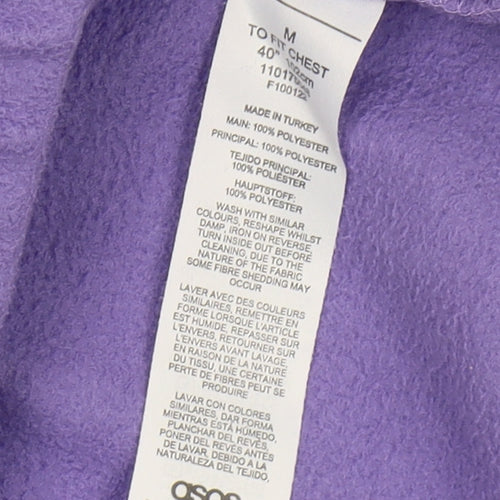 M
TO FIT CHEST
40" 102cm
F100122
MADE IN TURKEY
MAIN: 100% POLYESTER
PRINCIPAL: 100% POLYESTER
TEJIDO PRINCIPAL:
100% POLIÉSTER
HAUPTSTOFF:
100% POLYESTER
WASH WITH SIMILAR
COLOURS, RESHAPE WHILST
DAMP, IRON ON REVERSE,
TURN INSIDE OUT BEFORE
CLEANING, DUE TO THE
NATURE OF THE FABRIC
SOME FIBRE SHEDDING MAY
OCCUR
LAVER AVEC DES COULEURS
SIMILAIRES, REMETTRE EN
FORME LORSQUE L'ARTICLE
EST HUMIDE, REPASSER SUR
L'ENVERS, RETOURNER SUR
L'ENVERS AVANT LAVAGE,
EN RAISON DE LA NATURE
DU TISSU, UNE CERTAINE
PERTE DE FIBRES PEUT SE
PRODUIRE
LAVAR CON COLORES
SIMILARES, DAR FORMA
MIENTRAS ESTÁ HÚMEDO,
PLANCHAR DEL REVÉS,
PONER DEL REVÉS ANTES
DE LAVAR, DEBIDO A LA
NATURALEZA DEL TEJIDO,
asos